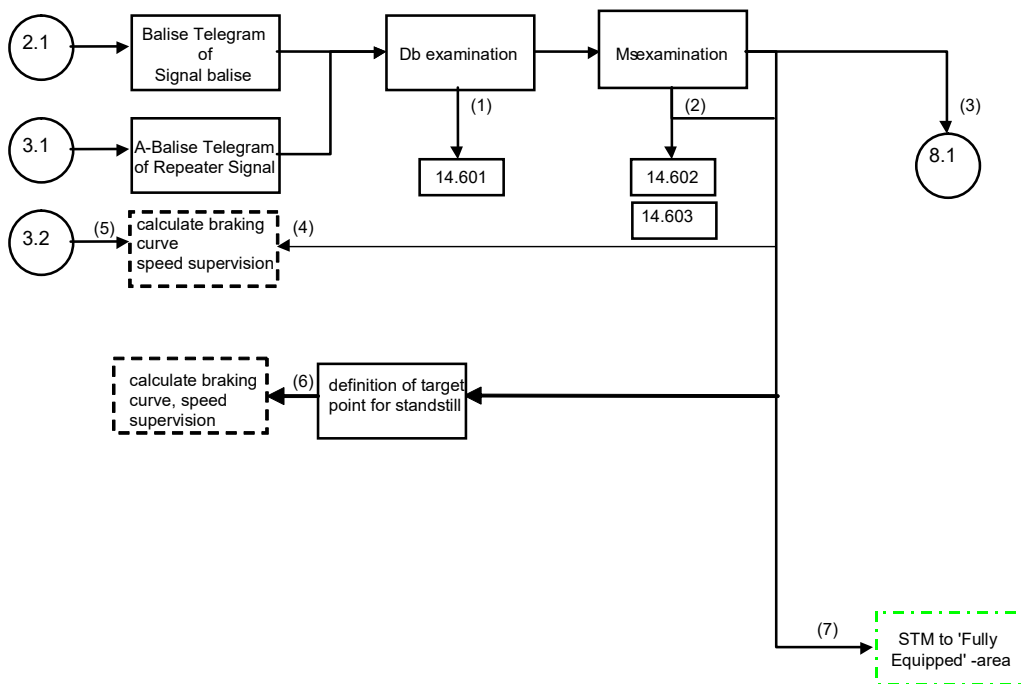 2.1
Balise Telegram
of
Signal balise
Db examination
Msexamination
(1)
(2)
(3)
3.1
A-Balise Telegram
of Repeater Signal
14.601
14.602
8.1
14.603
3.2
(5)
calculate braking
curve
speed supervision
(4)
calculate braking
curve, speed
supervision
(6)
definition of target
point for standstill
(7)
STM to 'Fully
Equipped' -area